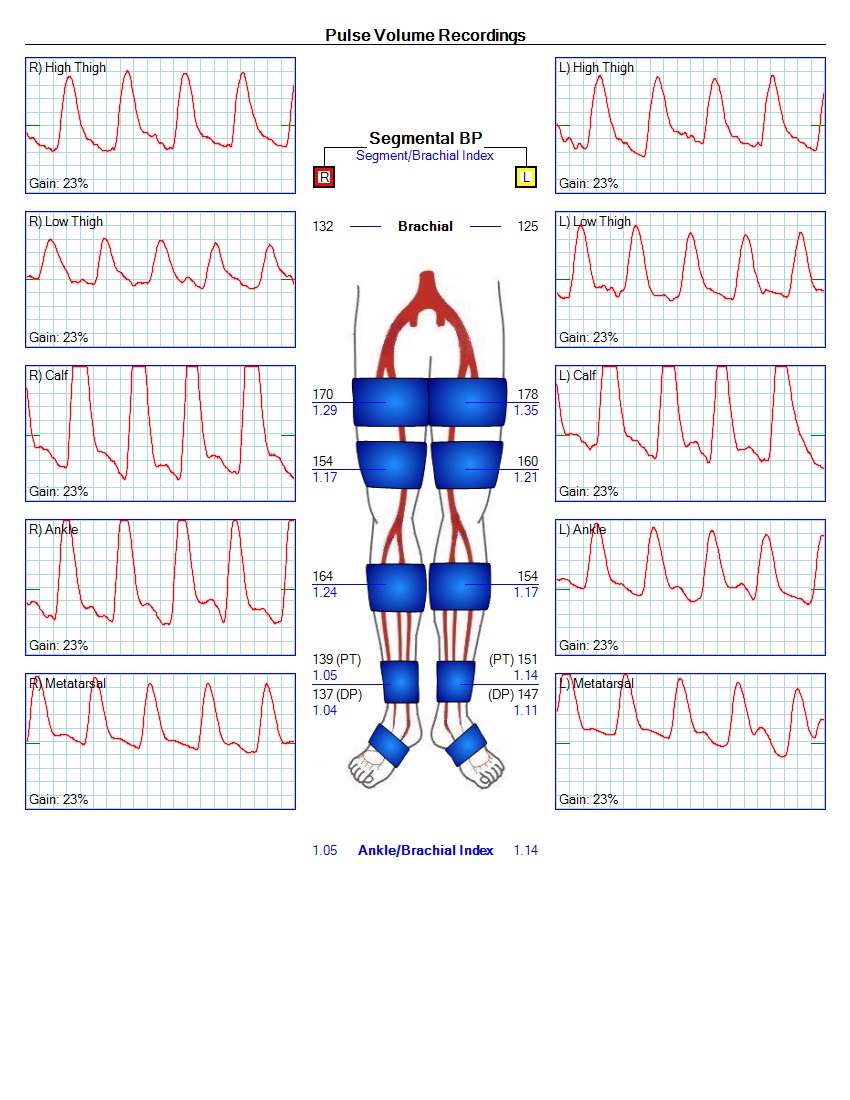 Pulse Volume Recordings
R) High Thigh
Gain: 23%
L) High Thigh
Gain: 23%
Segmental BP
Segment/Brachial Index
R
L
132 Brachial 125
R) Low Thigh
Gain: 23%
L) Low Thigh
Gain: 23%
R) Calf
Gain: 23%
L) Calf
Gain: 23%
170 178
1.29 1.35
154 160
1.17 1.21
R) Ankle
Gain: 23%
L) Ankle
Gain: 23%
164 154
1.24 1.17
139 (PT) (PT) 151
1.05 1.14
137 (DP) (DP) 147
1.04 1.11
R) Metatarsal
Gain: 23%
L) Metatarsal
Gain: 23%
1.05 Ankle/Brachial Index 1.14